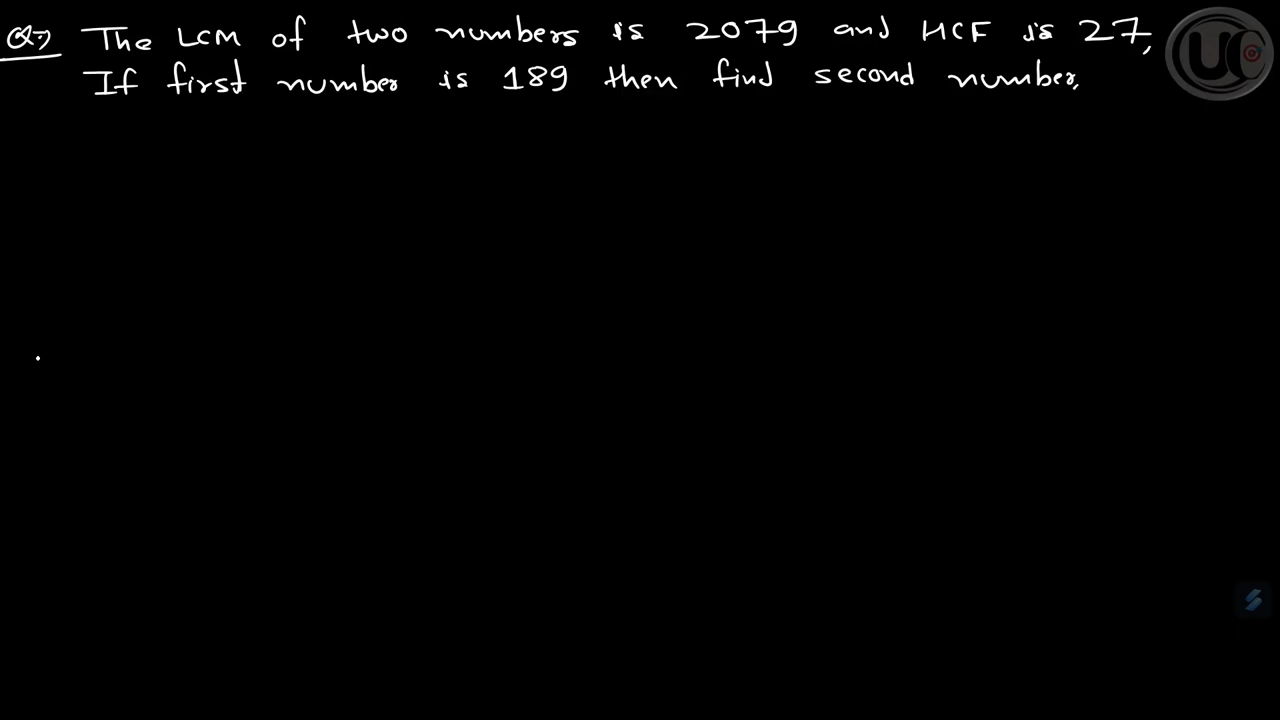 Q⇒ The LCM of two numbers is 2079 and HCF is 27,
If first number is 189 then find second number,
UC